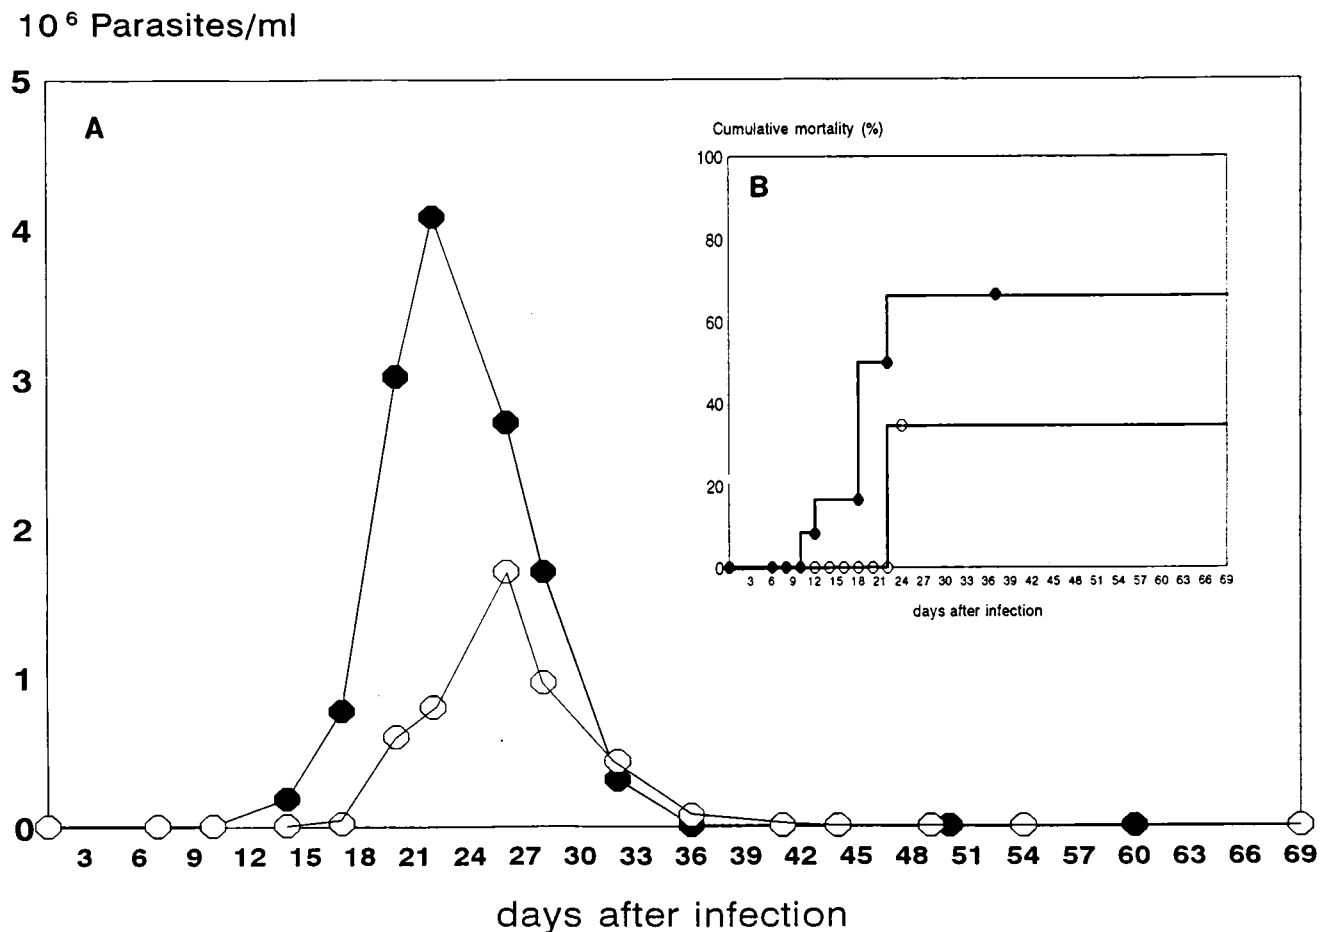 10⁶ Parasites/ml
5
A
4
3
2
1
0
3 6 9 12 15 18 21 24 27 30 33 36 39 42 45 48 51 54 57 60 63 66 69
days after infection
Cumulative mortality (%)
100
B
80
60
40
20
0
3 6 9 12 15 18 21 24 27 30 33 36 39 42 45 48 51 54 57 60 63 66 69
days after infection